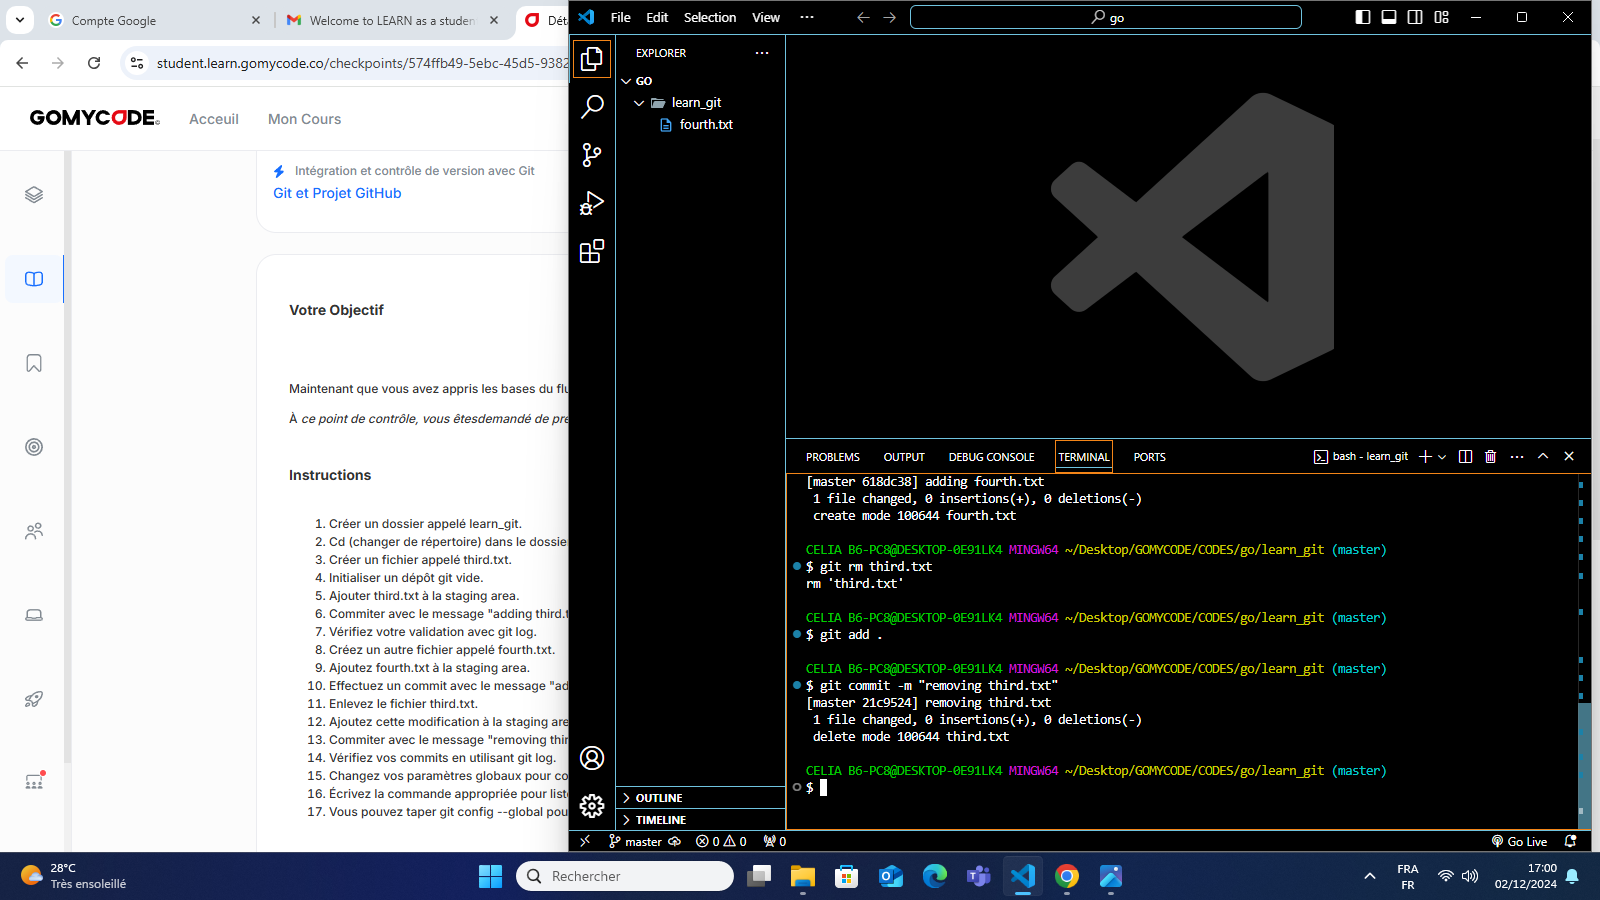 Compte Google
Welcome to LEARN as a studen
Dét
student.learn.gomycode.co/checkpoints/574ffb49-5ebc-45d5-9382
GOMYCODE
Acceuil
Mon Cours
Intégration et contrôle de version avec Git
Git et Projet GitHub
Votre Objectif
Maintenant que vous avez appris les bases du flu
À ce point de contrôle, vous êtesdemandé de pre
Instructions
1. Créer un dossier appelé learn_git.
2. Cd (changer de répertoire) dans le dossie
3. Créer un fichier appelé third.txt.
4. Initialiser un dépôt git vide.
5. Ajouter third.txt à la staging area.
6. Commiter avec le message "adding third.t
7. Vérifiez votre validation avec git log.
8. Créez un autre fichier appelé fourth.txt.
9. Ajoutez fourth.txt à la staging area.
10. Effectuez un commit avec le message "ad
11. Enlevez le fichier third.txt.
12. Ajoutez cette modification à la staging are
13. Commiter avec le message "removing thir
14. Vérifiez vos commits en utilisant git log.
15. Changez vos paramètres globaux pour co
16. Écrivez la commande appropriée pour liste
17. Vous pouvez taper git config --global pou
File Edit Selection View ···
go
EXPLORER
GO
learn_git
fourth.txt
OUTLINE
TIMELINE
PROBLEMS OUTPUT DEBUG CONSOLE TERMINAL PORTS
bash - learn_git
[master 618dc38] adding fourth.txt
1 file changed, 0 insertions(+), 0 deletions(-)
create mode 100644 fourth.txt
CELIA B6-PC8@DESKTOP-0E91LK4 MINGW64 ~/Desktop/GOMYCODE/CODES/go/learn_git (master)
$ git rm third.txt
rm 'third.txt'
CELIA B6-PC8@DESKTOP-0E91LK4 MINGW64 ~/Desktop/GOMYCODE/CODES/go/learn_git (master)
$ git add .
CELIA B6-PC8@DESKTOP-0E91LK4 MINGW64 ~/Desktop/GOMYCODE/CODES/go/learn_git (master)
$ git commit -m "removing third.txt"
[master 21c9524] removing third.txt
1 file changed, 0 insertions(+), 0 deletions(-)
delete mode 100644 third.txt
CELIA B6-PC8@DESKTOP-0E91LK4 MINGW64 ~/Desktop/GOMYCODE/CODES/go/learn_git (master)
$
master 0 0 0
Go Live
28°C
Très ensoleillé
Rechercher
FRA
FR
17:00
02/12/2024